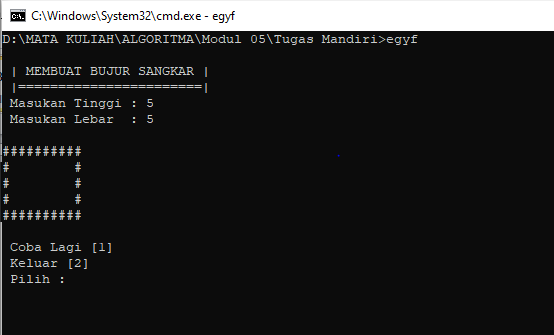 C:\Windows\System32\cmd.exe - egyf
D:\MATA KULIAH\ALGORITMA\Modul 05\Tugas Mandiri>egyf
| MEMBUAT BUJUR SANGKAR |
|=======================|
Masukan Tinggi : 5
Masukan Lebar  : 5
##########
#        #
#        #
#        #
##########
Coba Lagi [1]
Keluar [2]
Pilih :